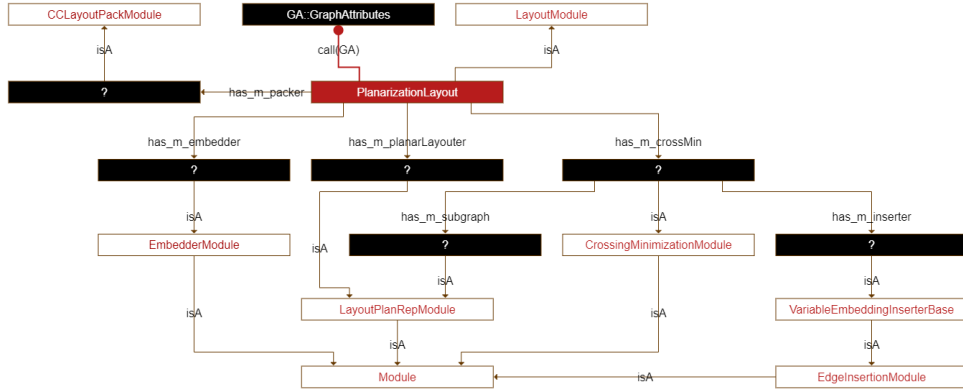 CCLayoutPackModule
GA::GraphAttributes
LayoutModule
isA
call(GA)
isA
?
has_m_packer
PlanarizationLayout
has_m_embedder
has_m_planarLayouter
has_m_crossMin
?
?
?
isA
has_m_subgraph
isA
has_m_inserter
EmbedderModule
isA
?
CrossingMinimizationModule
?
isA
isA
LayoutPlanRepModule
VariableEmbeddingInserterBase
isA
isA
isA
isA
Module
isA
EdgeInsertionModule